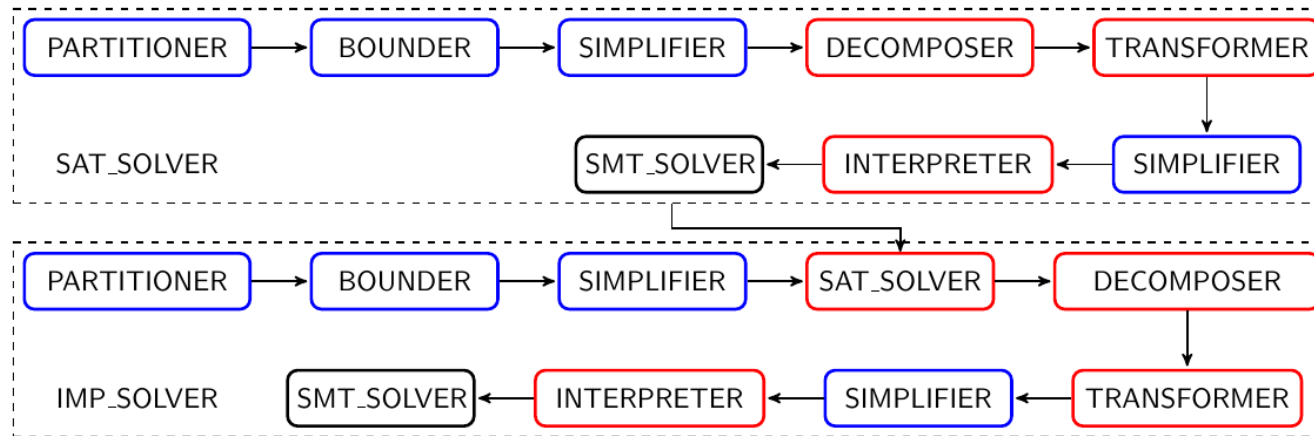 PARTITIONER BOUNDER SIMPLIFIER DECOMPOSER TRANSFORMER
SAT_SOLVER SMT_SOLVER INTERPRETER SIMPLIFIER
PARTITIONER BOUNDER SIMPLIFIER SAT_SOLVER DECOMPOSER
IMP_SOLVER SMT_SOLVER INTERPRETER SIMPLIFIER TRANSFORMER